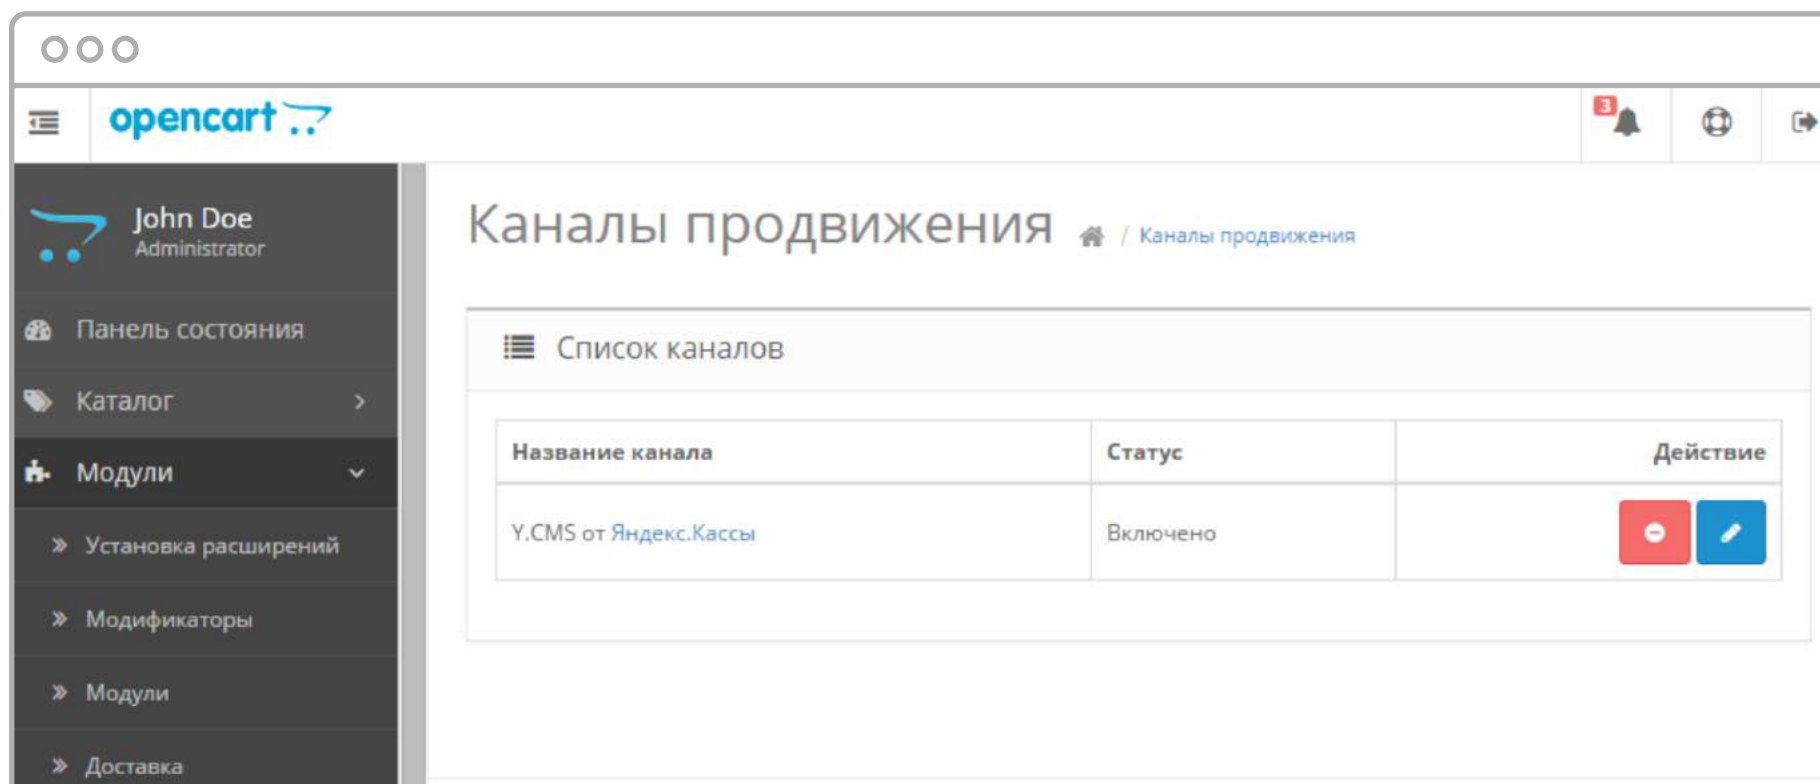 opencart
3
John Doe
Administrator
Панель состояния
Каталог
Модули
Установка расширений
Модификаторы
Модули
Доставка
Каналы продвижения / Каналы продвижения
Список каналов
Название канала Статус Действие
Y.CMS от Яндекс.Кассы Включено